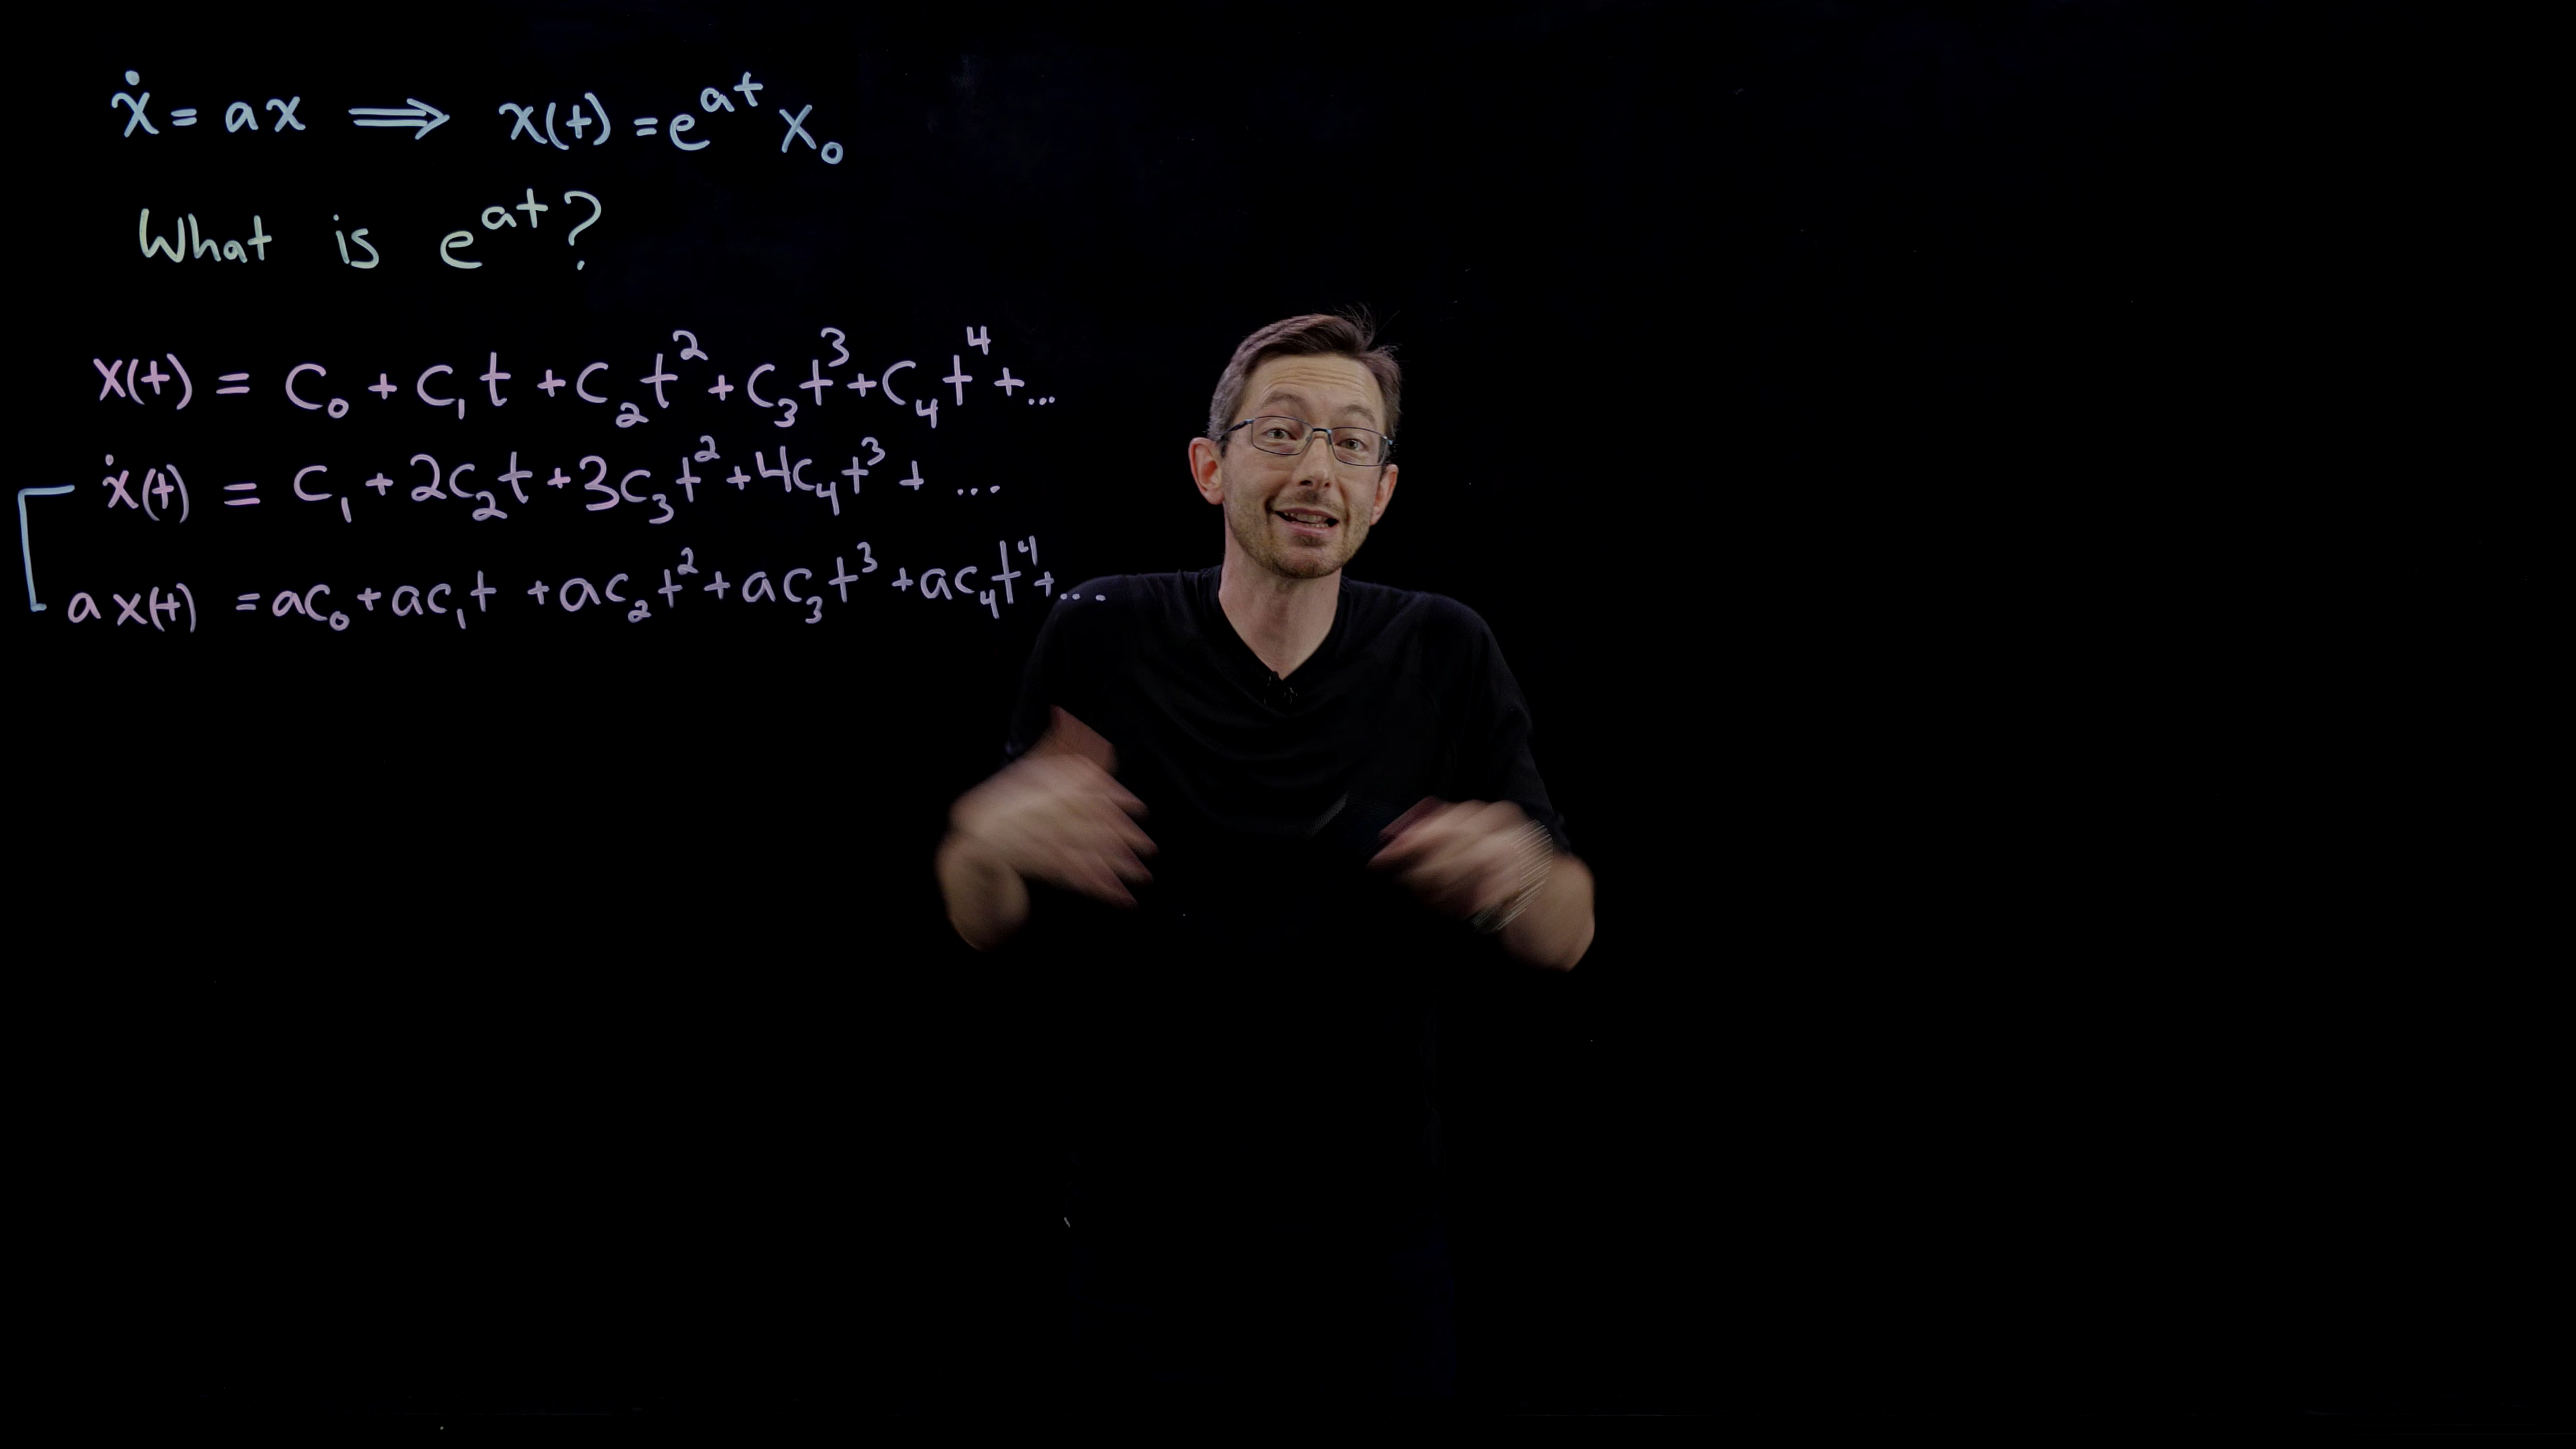 ẋ = ax ⟹ x(t) = e^{at} x₀
What is e^{at}?
x(t) = c₀ + c₁t + c₂t² + c₃t³ + c₄t⁴ + ...
ẋ(t) = c₁ + 2c₂t + 3c₃t² + 4c₄t³ + ...
ax(t) = ac₀ + ac₁t + ac₂t² + ac₃t³ + ac₄t⁴ + ...